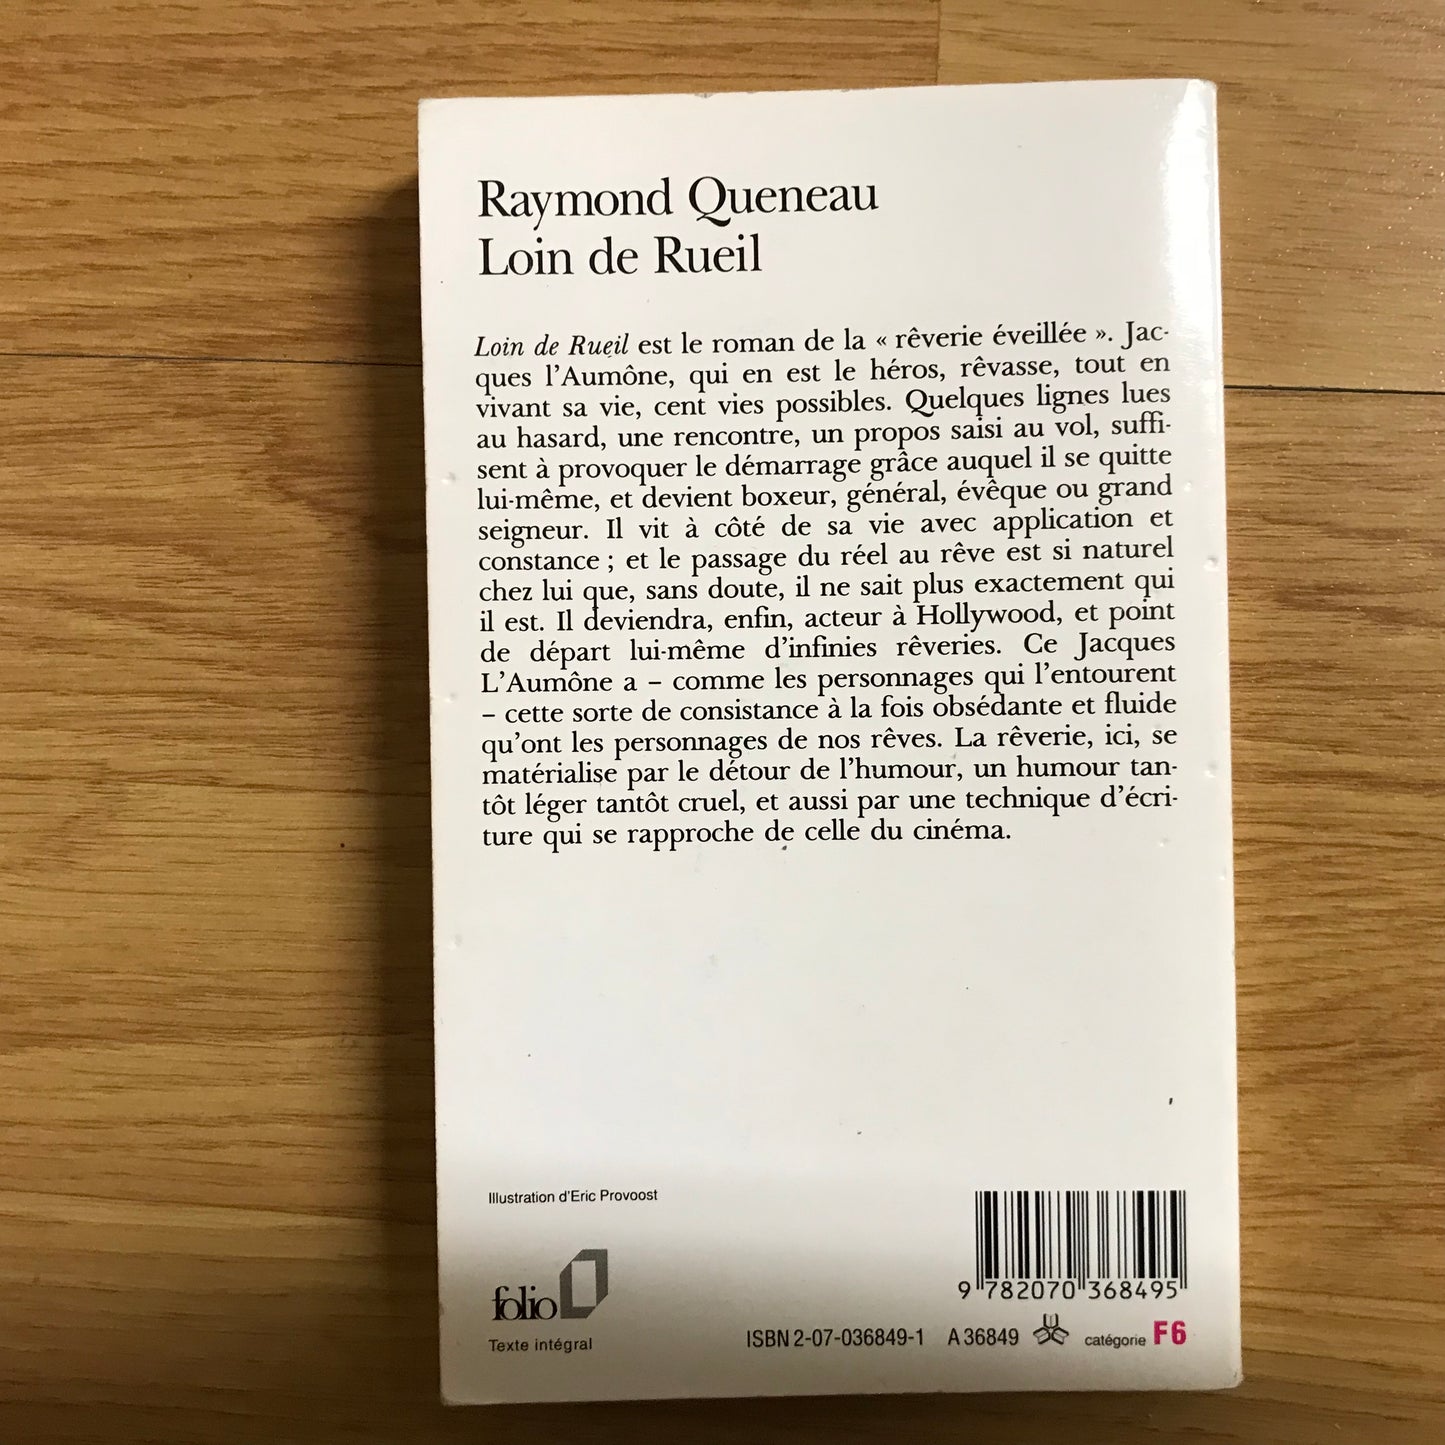 Raymond Queneau
Loin de Rueil
Loin de Rueil est le roman de la « rêverie éveillée ». Jac-
ques l'Aumône, qui en est le héros, rêvasse, tout en
vivant sa vie, cent vies possibles. Quelques lignes lues
au hasard, une rencontre, un propos saisi au vol, suffi-
sent à provoquer le démarrage grâce auquel il se quitte
lui-même, et devient boxeur, général, évêque ou grand
seigneur. Il vit à côté de sa vie avec application et
constance ; et le passage du réel au rêve est si naturel
chez lui que, sans doute, il ne sait plus exactement qui
il est. Il deviendra, enfin, acteur à Hollywood, et point
de départ lui-même d'infinies rêveries. Ce Jacques
L'Aumône a – comme les personnages qui l'entourent
– cette sorte de consistance à la fois obsédante et fluide
qu'ont les personnages de nos rêves. La rêverie, ici, se
matérialise par le détour de l'humour, un humour tan-
tôt léger tantôt cruel, et aussi par une technique d'écri-
ture qui se rapproche de celle du cinéma.
Illustration d'Eric Provoost
9 782070 368495
folio
Texte intégral
ISBN 2-07-036849-1 A 36849 catégorie F6